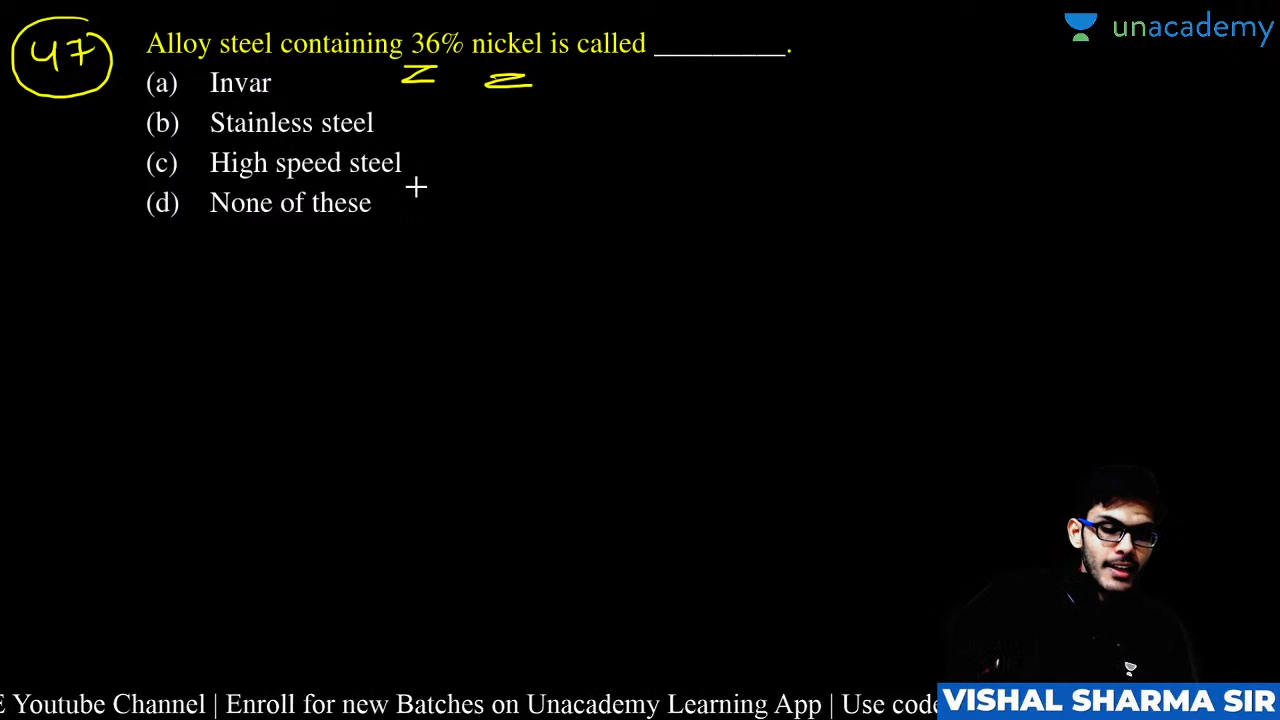 47
Alloy steel containing 36% nickel is called __________.
(a) Invar
(b) Stainless steel
(c) High speed steel
(d) None of these
unacademy
E Youtube Channel | Enroll for new Batches on Unacademy Learning App | Use code
VISHAL SHARMA SIR